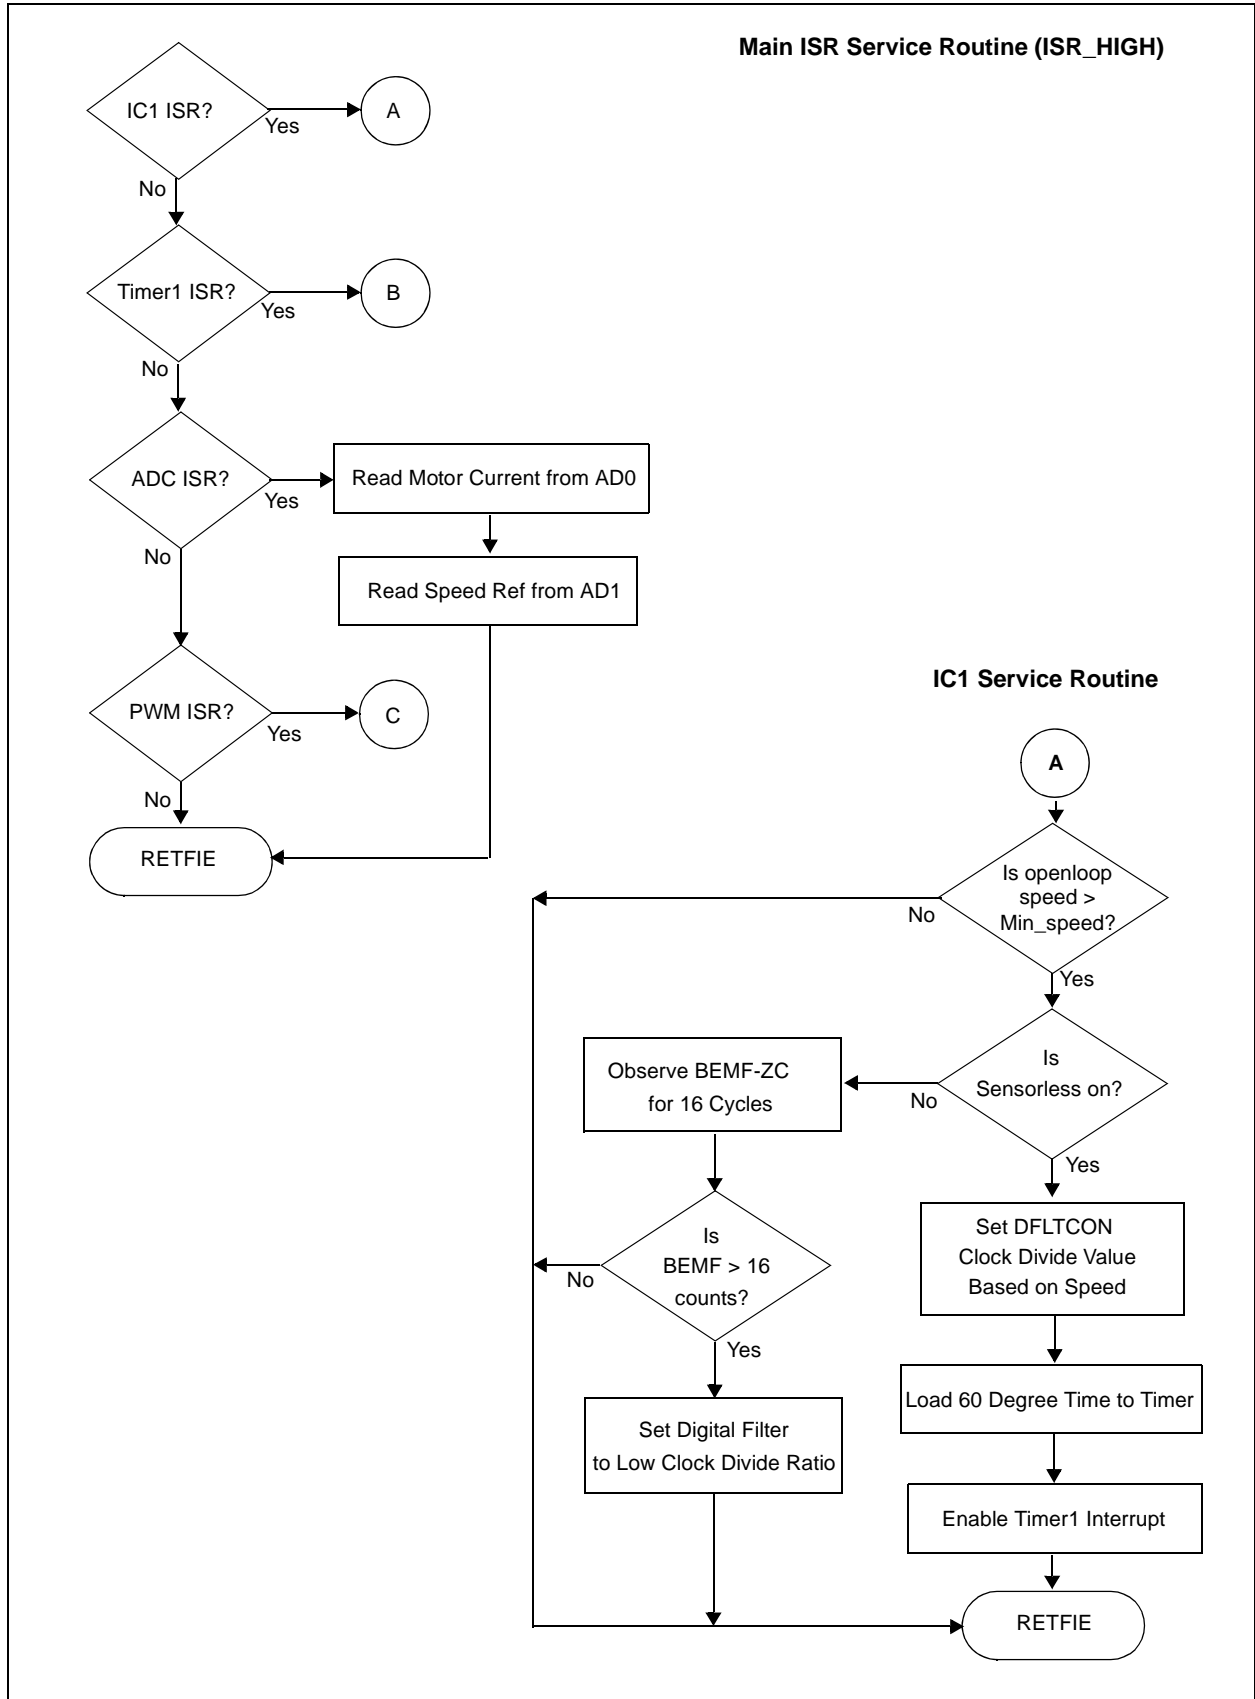 Main ISR Service Routine (ISR_HIGH)
IC1 ISR?
Yes
A
No
Timer1 ISR?
Yes
B
No
ADC ISR?
Yes
Read Motor Current from AD0
No
Read Speed Ref from AD1
PWM ISR?
Yes
C
No
RETFIE
IC1 Service Routine
A
Is openloop
speed >
Min_speed?
No
Yes
Is
Sensorless on?
No
Yes
Observe BEMF-ZC
for 16 Cycles
Is
BEMF > 16
counts?
No
Yes
Set Digital Filter
to Low Clock Divide Ratio
Set DFLTCON
Clock Divide Value
Based on Speed
Load 60 Degree Time to Timer
Enable Timer1 Interrupt
RETFIE